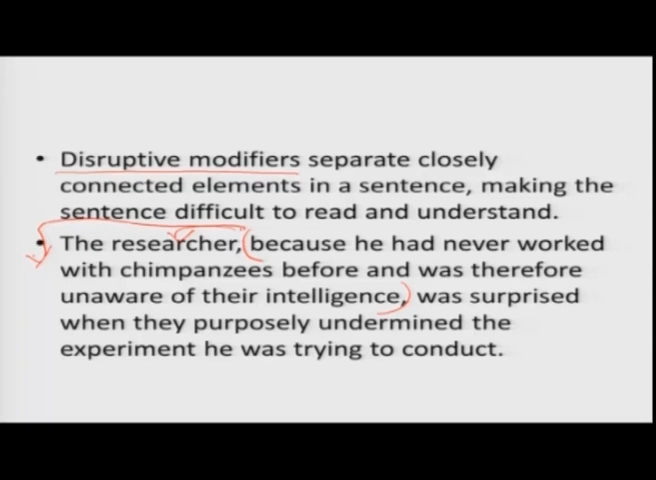 • Disruptive modifiers separate closely
connected elements in a sentence, making the
sentence difficult to read and understand.
• The researcher, because he had never worked
with chimpanzees before and was therefore
unaware of their intelligence, was surprised
when they purposely undermined the
experiment he was trying to conduct.